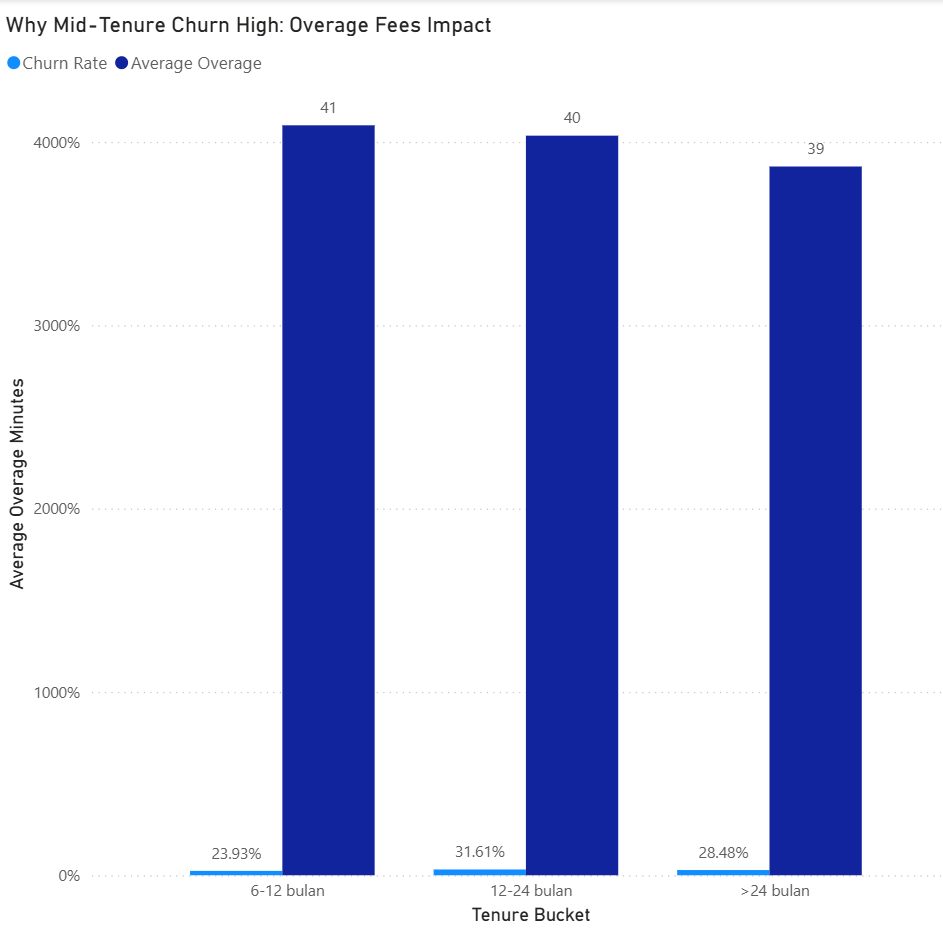 Why Mid-Tenure Churn High: Overage Fees Impact
Churn Rate Average Overage
41
40
39
4000%
3000%
2000%
1000%
0%
Average Overage Minutes
23.93%
31.61%
28.48%
6-12 bulan
12-24 bulan
>24 bulan
Tenure Bucket